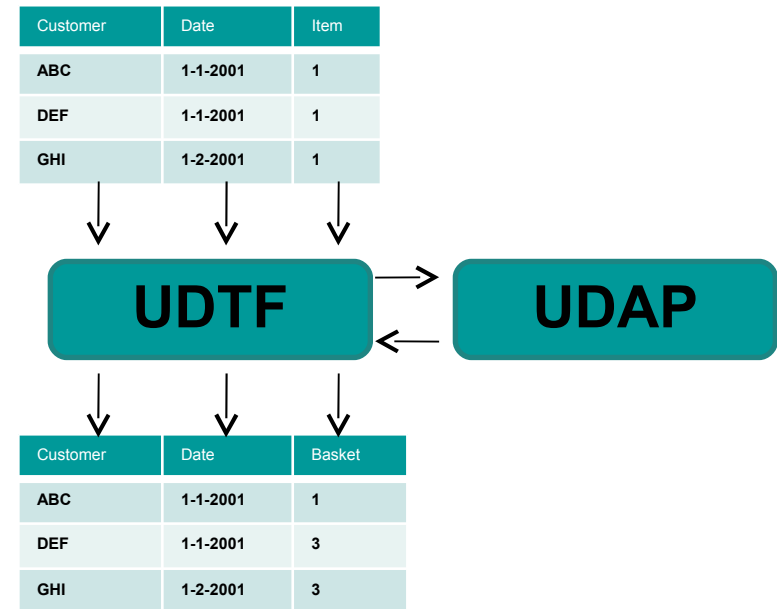 Customer Date Item
ABC 1-1-2001 1
DEF 1-1-2001 1
GHI 1-2-2001 1
UDTF UDAP
Customer Date Basket
ABC 1-1-2001 1
DEF 1-1-2001 3
GHI 1-2-2001 3